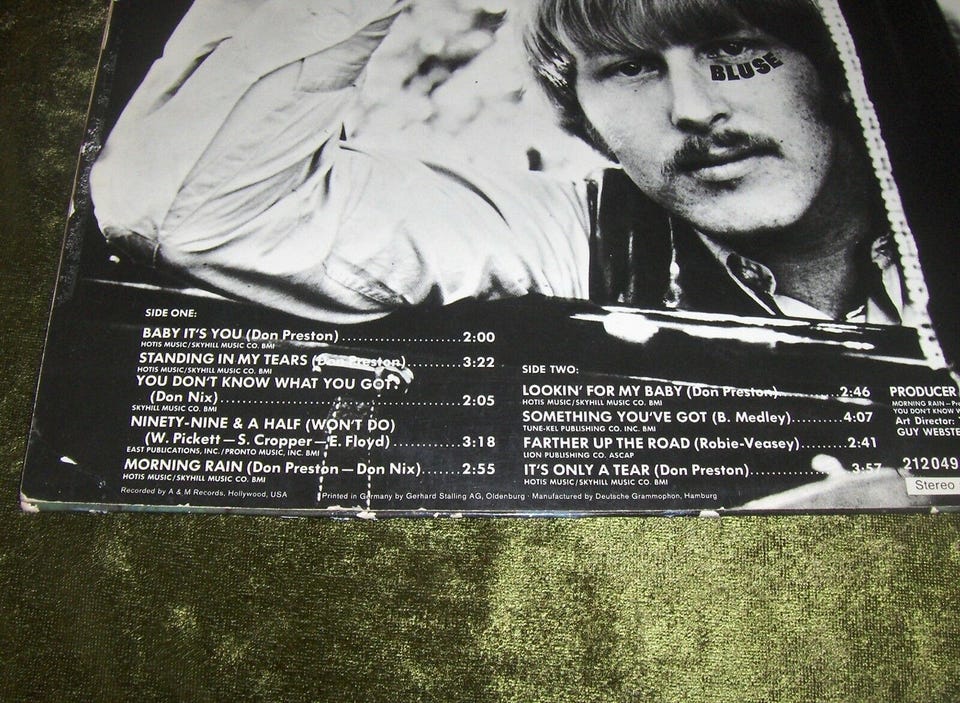 BLUSE
SIDE ONE:
BABY IT'S YOU (Don Preston)....................2:00
HOTIS MUSIC/SKYHILL MUSIC CO. BMI
STANDING IN MY TEARS (Don Preston)............3:22
HOTIS MUSIC/SKYHILL MUSIC CO. BMI
YOU DON'T KNOW WHAT YOU GOT?
(Don Nix)........................................2:05
SKYHILL MUSIC CO. BMI
NINETY-NINE & A HALF (WON'T DO)
(W. Pickett—S. Cropper—E. Floyd)............3:18
EAST PUBLICATIONS, INC./PRONTO MUSIC, INC. BMI
MORNING RAIN (Don Preston—Don Nix).......2:55
HOTIS MUSIC/SKYHILL MUSIC CO. BMI
Recorded by A & M Records, Hollywood, USA
Printed in Germany by Gerhard Stalling AG, Oldenburg · Manufactured by Deutsche Grammophon, Hamburg
SIDE TWO:
LOOKIN' FOR MY BABY (Don Preston)..........2:46
HOTIS MUSIC/SKYHILL MUSIC CO. BMI
SOMETHING YOU'VE GOT (B. Medley)..........4:07
TUNE-KEL PUBLISHING CO. INC. BMI
FARTHER UP THE ROAD (Robie-Veasey).........2:41
LION PUBLISHING CO. ASCAP
IT'S ONLY A TEAR (Don Preston)....................3:57
HOTIS MUSIC/SKYHILL MUSIC CO. BMI
PRODUCER
MORNING RAIN—
YOU DON'T KNOW
Art Director:
GUY WEBSTE
212049
Stereo